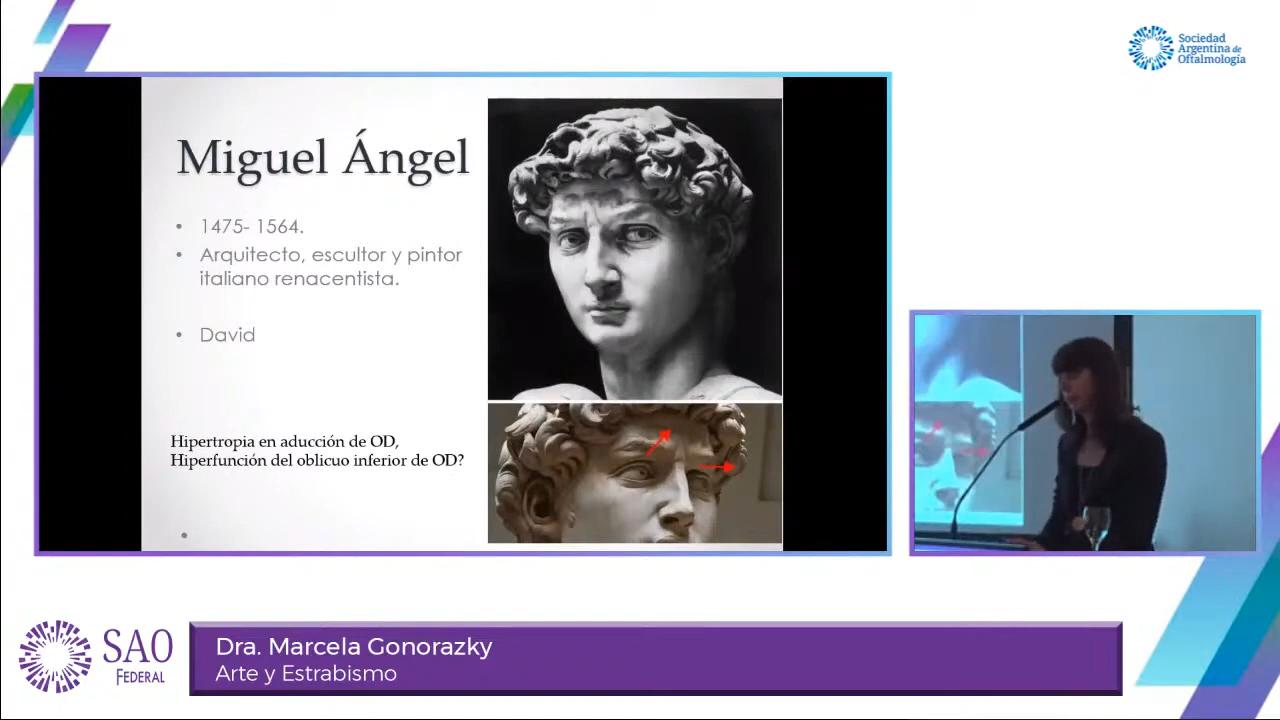 Sociedad
Argentina de
Oftalmología
Miguel Ángel
• 1475- 1564.
• Arquitecto, escultor y pintor
italiano renacentista.
• David
Hipertropia en aducción de OD,
Hiperfunción del oblicuo inferior de OD?
•
SAO
FEDERAL
Dra. Marcela Gonorazky
Arte y Estrabismo